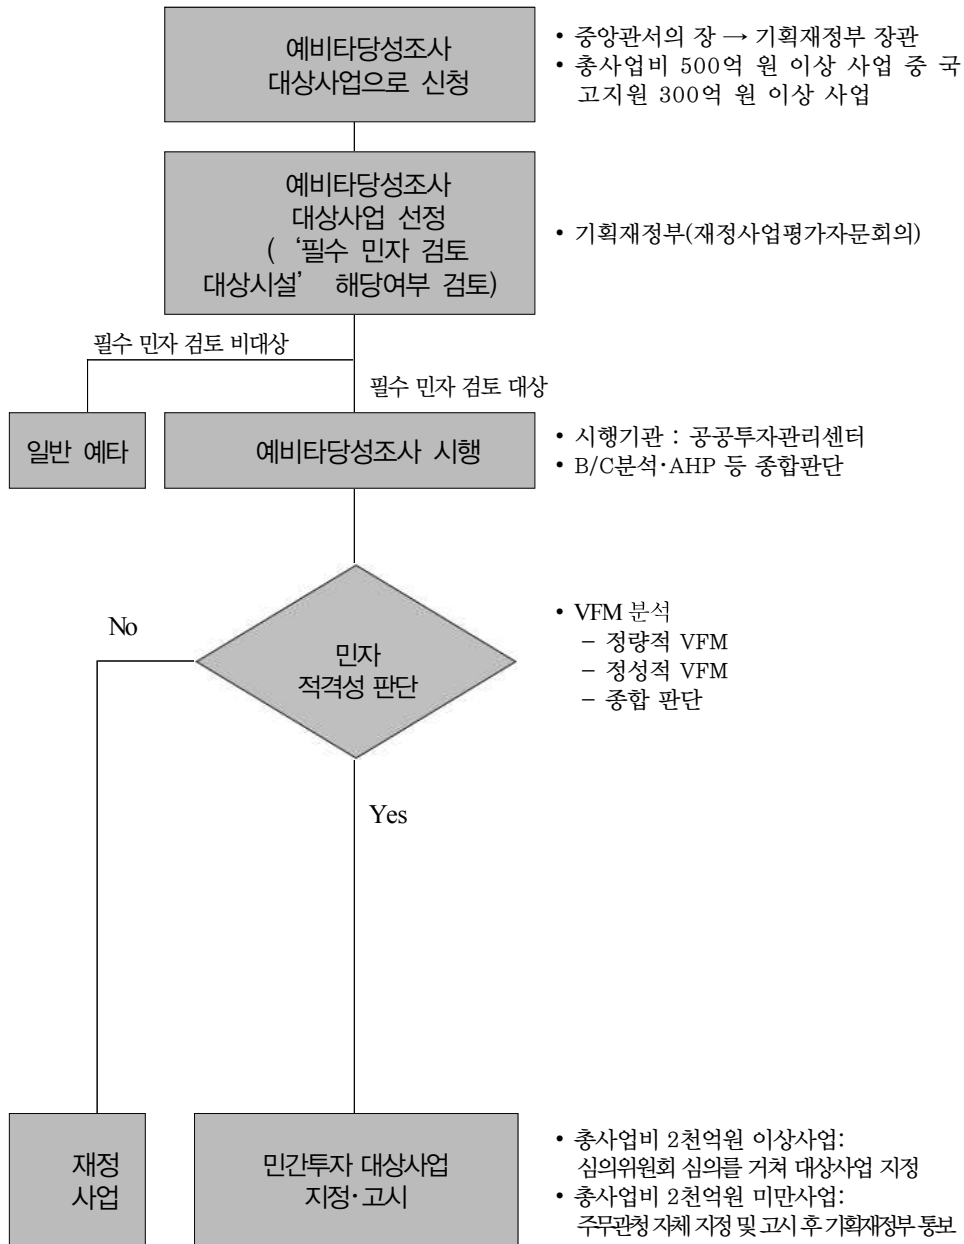 예비타당성조사
대상사업으로 신청
• 중앙관서의 장 → 기획재정부 장관
• 총사업비 500억 원 이상 사업 중 국
고지원 300억 원 이상 사업
예비타당성조사
대상사업 선정
( ‘필수 민자 검토
대상시설’ 해당여부 검토)
• 기획재정부(재정사업평가자문회의)
필수 민자 검토 비대상
필수 민자 검토 대상
일반 예타
예비타당성조사 시행
• 시행기관 : 공공투자관리센터
• B/C분석·AHP 등 종합판단
No
민자
적격성 판단
• VFM 분석
− 정량적 VFM
− 정성적 VFM
− 종합 판단
Yes
재정
사업
민간투자 대상사업
지정·고시
• 총사업비 2천억원 이상사업:
심의위원회 심의를 거쳐 대상사업 지정
• 총사업비 2천억원 미만사업:
주무관청 자체 지정 및 고시 후 기획재정부 통보